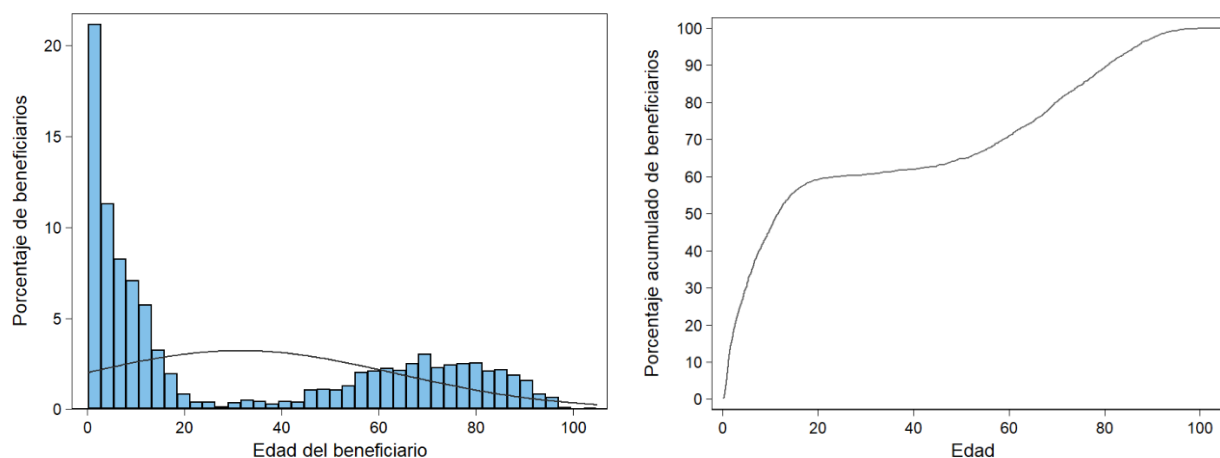 20
15
10
5
0
Porcentaje de beneficiarios
0 20 40 60 80 100
Edad del beneficiario
100
90
80
70
60
50
40
30
20
10
0
Porcentaje acumulado de beneficiarios
0 20 40 60 80 100
Edad